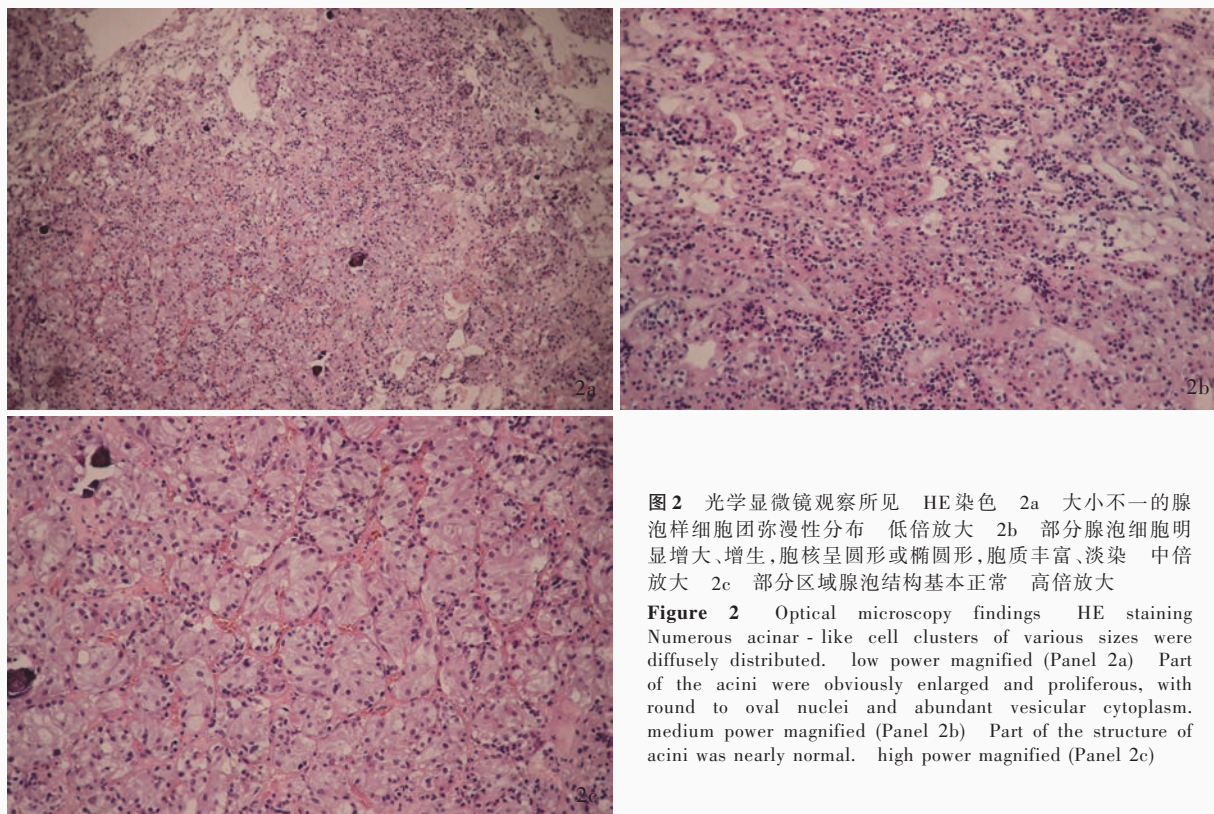 2a
2b
2c
图2 光学显微镜观察所见 HE染色 2a 大小不一的腺
泡样细胞团弥漫性分布 低倍放大 2b 部分腺泡细胞明
显增大、增生,胞核呈圆形或椭圆形,胞质丰富、淡染 中倍
放大 2c 部分区域腺泡结构基本正常 高倍放大
Figure 2 Optical microscopy findings HE staining
Numerous acinar - like cell clusters of various sizes were
diffusely distributed. low power magnified (Panel 2a) Part
of the acini were obviously enlarged and proliferous, with
round to oval nuclei and abundant vesicular cytoplasm.
medium power magnified (Panel 2b) Part of the structure of
acini was nearly normal. high power magnified (Panel 2c)